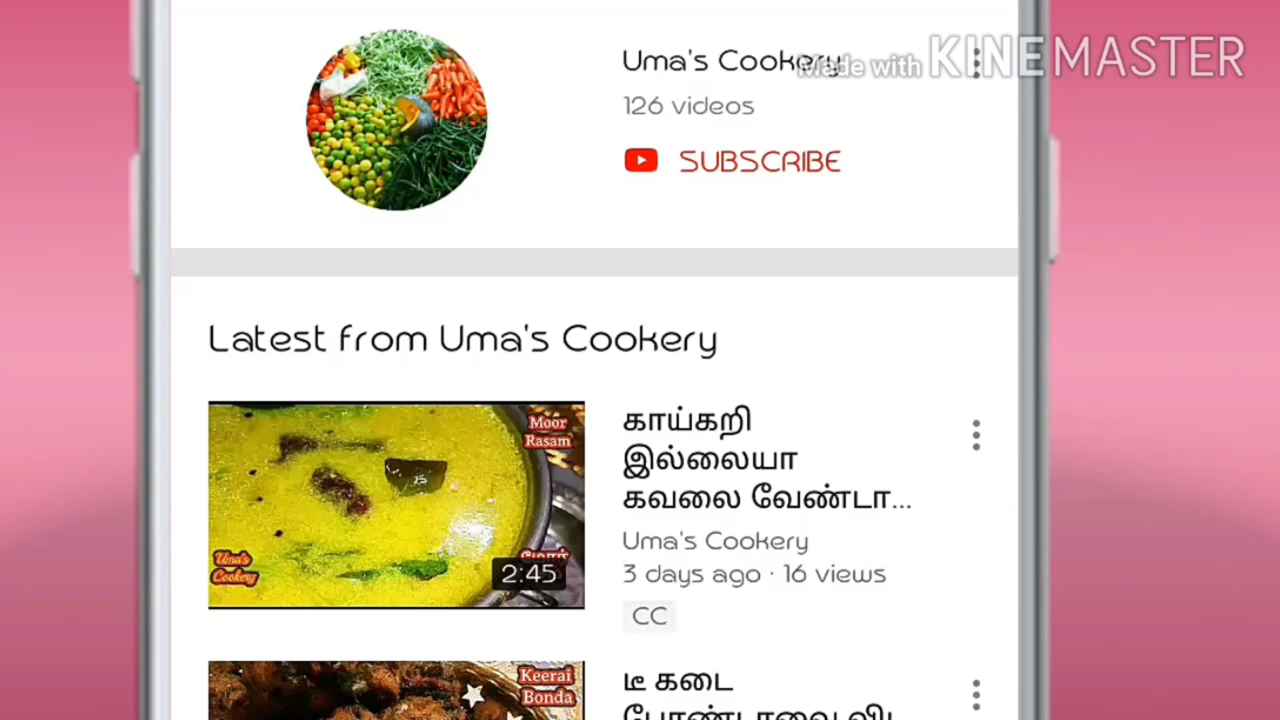 Uma's Cookery
Made with KINEMASTER
126 videos
SUBSCRIBE
Latest from Uma's Cookery
Moor
Rasam
Uma's
Cookery
மோர்
2:45
காய்கறி
இல்லையா
கவலை வேண்டா...
Uma's Cookery
3 days ago · 16 views
CC
Keerai
Bonda
டீ கடை